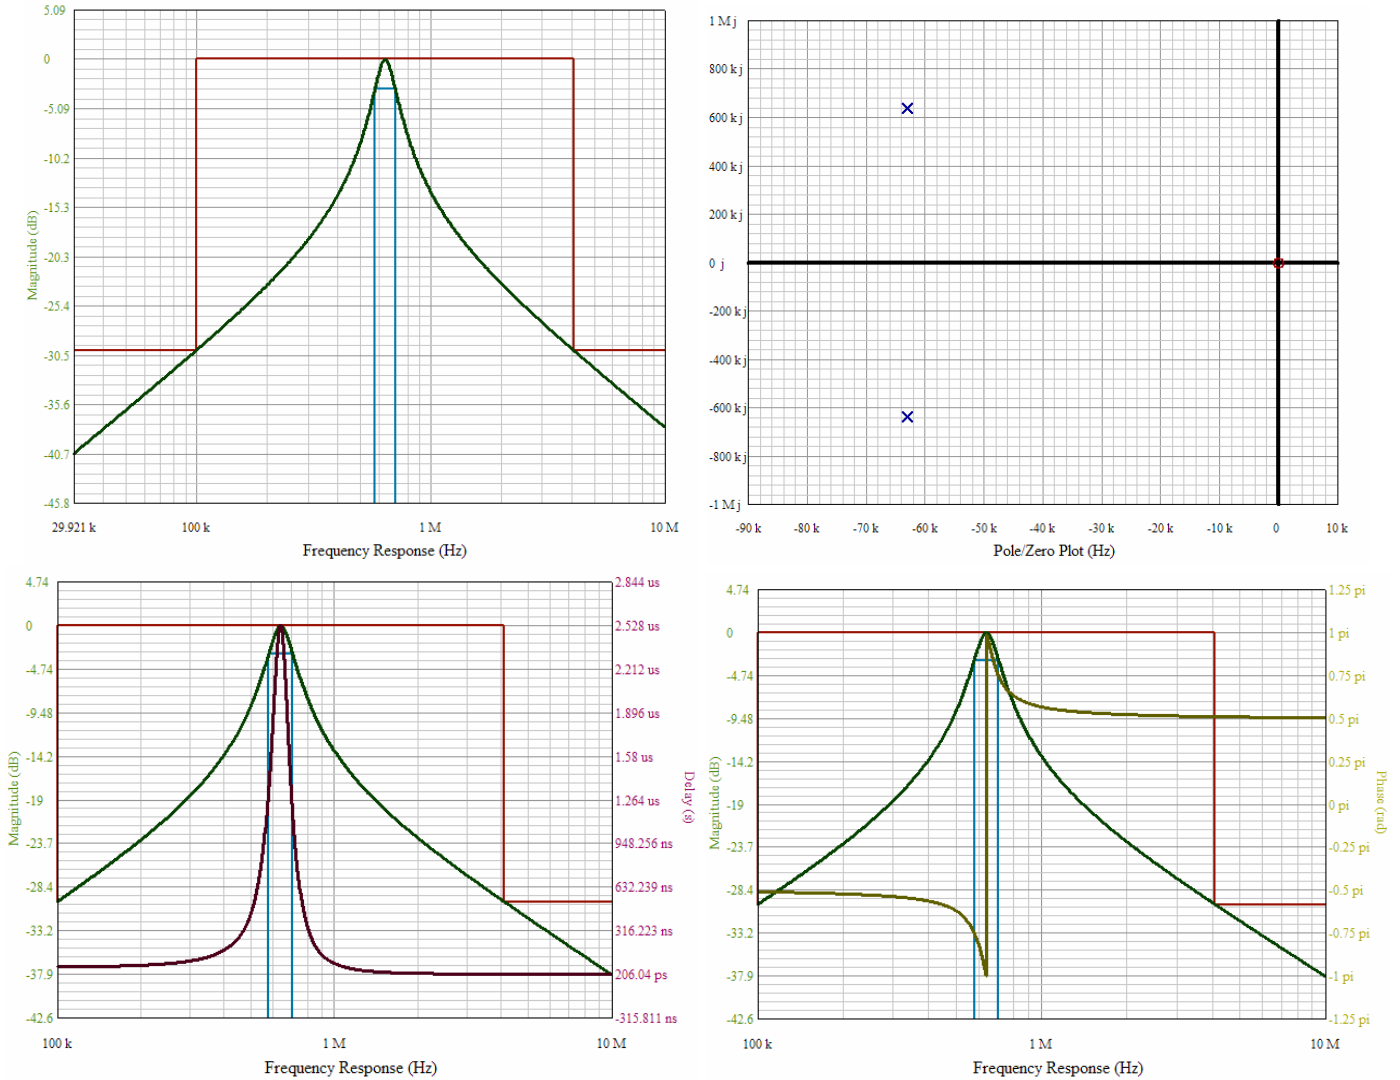 5.09
0
-5.09
-10.2
-15.3
-20.3
-25.4
-30.5
-35.6
-40.7
-45.8
Magnitude (dB)
29.921 k 100 k 1 M 10 M
Frequency Response (Hz)
1 M j
800 k j
600 k j
400 k j
200 k j
0 j
-200 k j
-400 k j
-600 k j
-800 k j
-1 M j
-90 k -80 k -70 k -60 k -50 k -40 k -30 k -20 k -10 k 0 10 k
Pole/Zero Plot (Hz)
4.74
0
-4.74
-9.48
-14.2
-19
-23.7
-28.4
-33.2
-37.9
-42.6
Magnitude (dB)
2.844 us
2.528 us
2.212 us
1.896 us
1.58 us
1.264 us
948.256 ns
632.239 ns
316.223 ns
206.04 ps
-315.811 ns
Delay (s)
100 k 1 M 10 M
Frequency Response (Hz)
4.74
0
-4.74
-9.48
-14.2
-19
-23.7
-28.4
-33.2
-37.9
-42.6
Magnitude (dB)
1.25 pi
1 pi
0.75 pi
0.5 pi
0.25 pi
0 pi
-0.25 pi
-0.5 pi
-0.75 pi
-1 pi
-1.25 pi
Phase (rad)
100 k 1 M 10 M
Frequency Response (Hz)